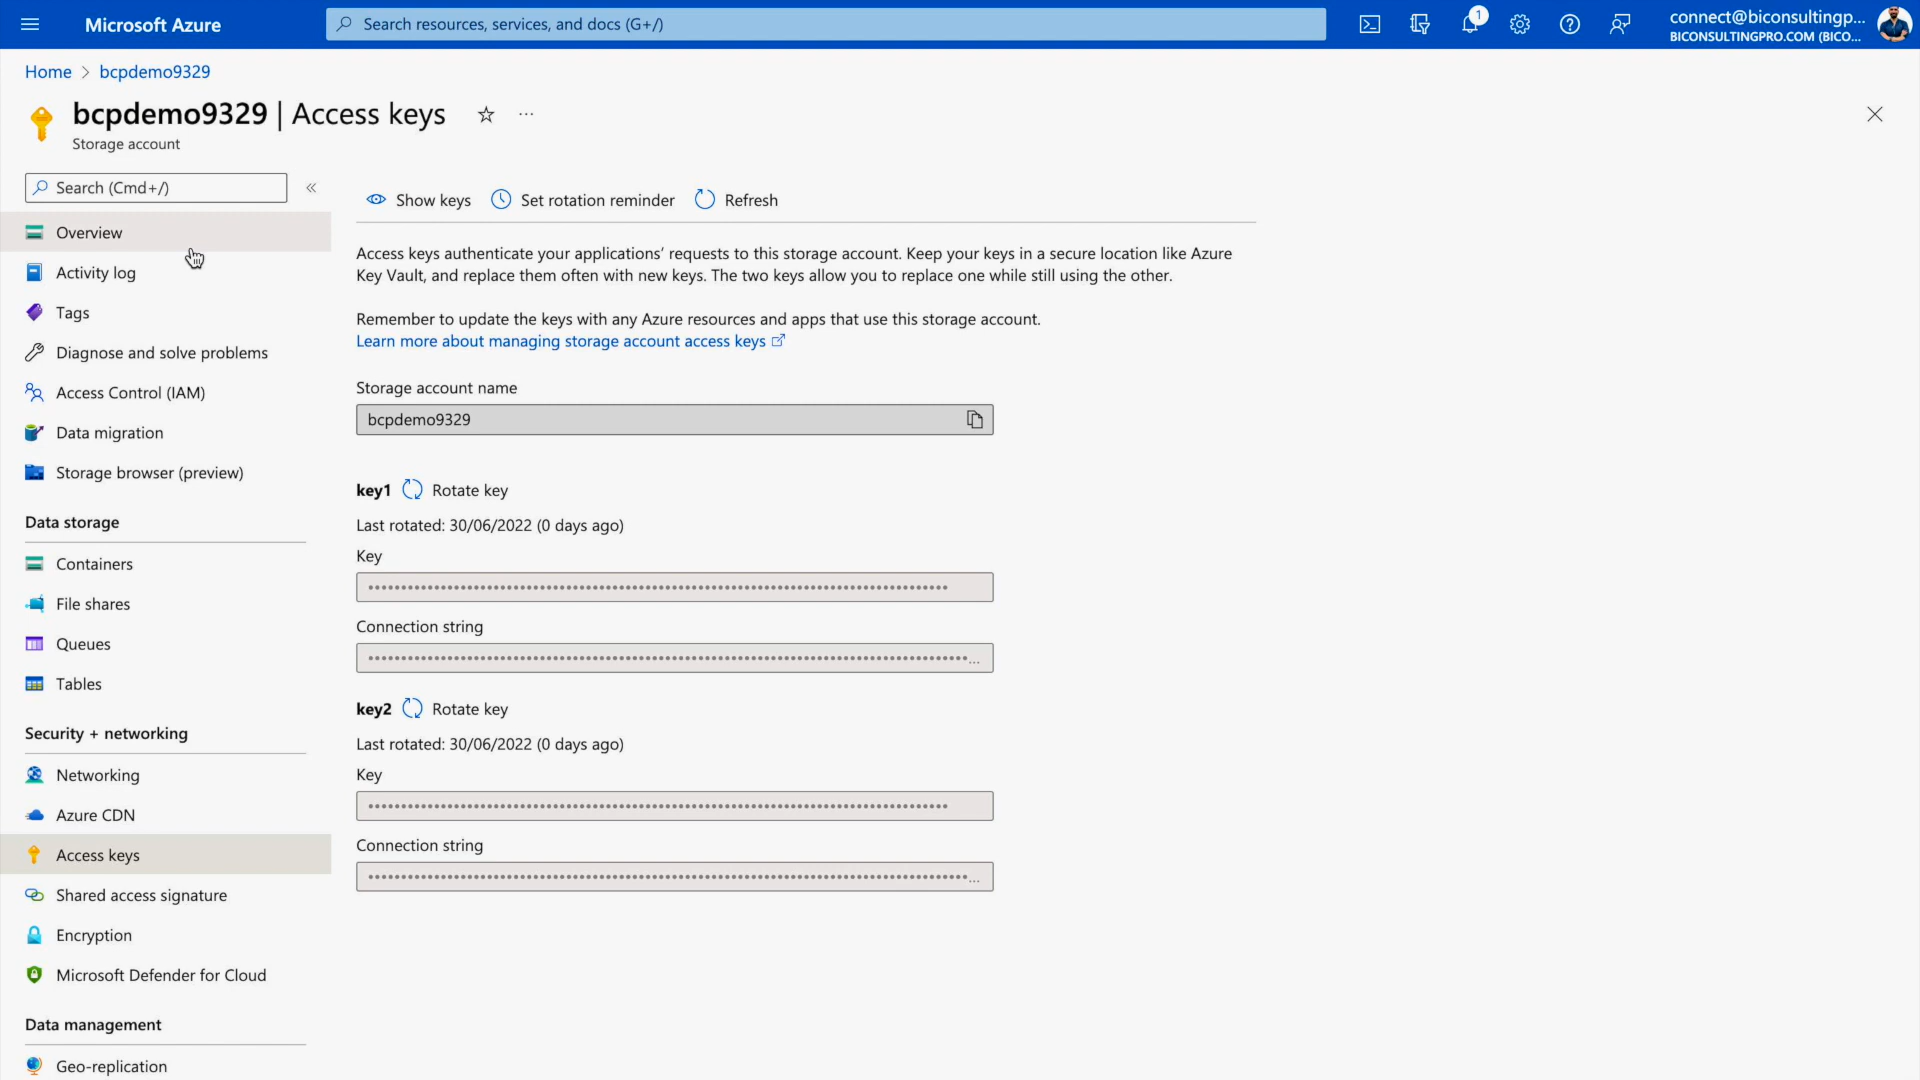 Microsoft Azure
Search resources, services, and docs (G+/)
1
connect@biconsultingp...
BICONSULTINGPRO.COM (BICO...
Home > bcpdemo9329
bcpdemo9329 | Access keys
Storage account
Search (Cmd+/)
«
Overview
Activity log
Tags
Diagnose and solve problems
Access Control (IAM)
Data migration
Storage browser (preview)
Data storage
Containers
File shares
Queues
Tables
Security + networking
Networking
Azure CDN
Access keys
Shared access signature
Encryption
Microsoft Defender for Cloud
Data management
Geo-replication
Show keys
Set rotation reminder
Refresh
Access keys authenticate your applications’ requests to this storage account. Keep your keys in a secure location like Azure
Key Vault, and replace them often with new keys. The two keys allow you to replace one while still using the other.
Remember to update the keys with any Azure resources and apps that use this storage account.
Learn more about managing storage account access keys
Storage account name
bcpdemo9329
key1 Rotate key
Last rotated: 30/06/2022 (0 days ago)
Key
Connection string
key2 Rotate key
Last rotated: 30/06/2022 (0 days ago)
Key
Connection string